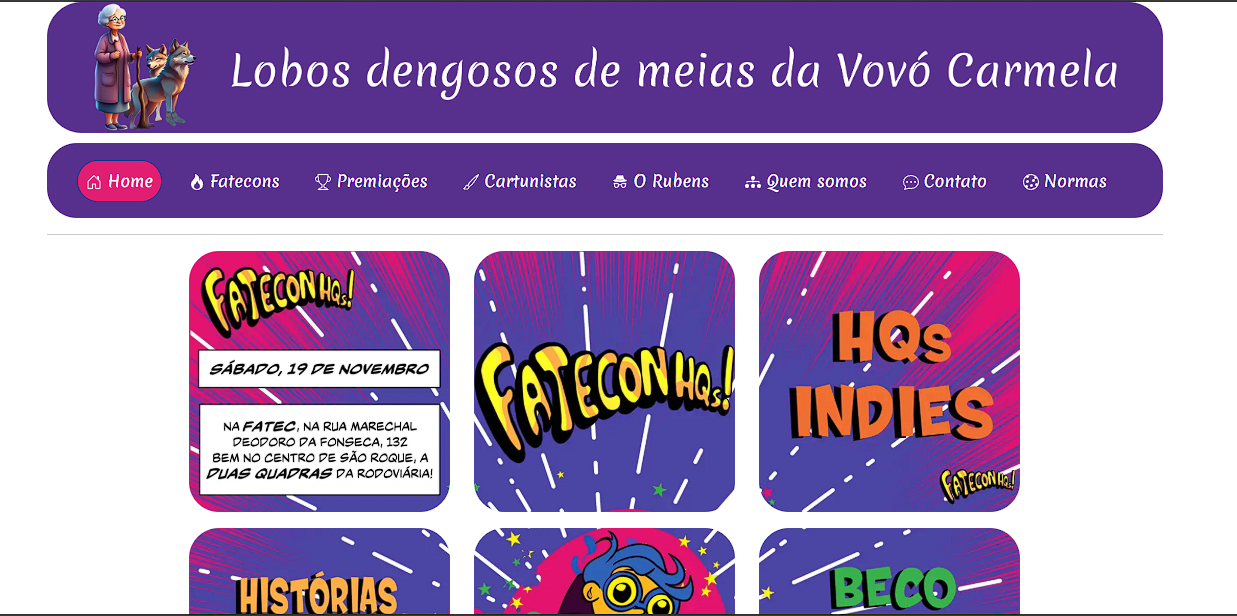 Lobos dengosos de meias da Vovó Carmela
Home Fatecons Premiações Cartunistas O Rubens Quem somos Contato Normas
FATECON HQs!
SÁBADO, 19 DE NOVEMBRO
NA FATEC, NA RUA MARECHAL
DEODORO DA FONSECA, 132
BEM NO CENTRO DE SÃO ROQUE, A
DUAS QUADRAS DA RODOVIÁRIA!
FATECON HQs!
HQs
INDIES
FATECON HQs!
HISTÓRIAS
BECO